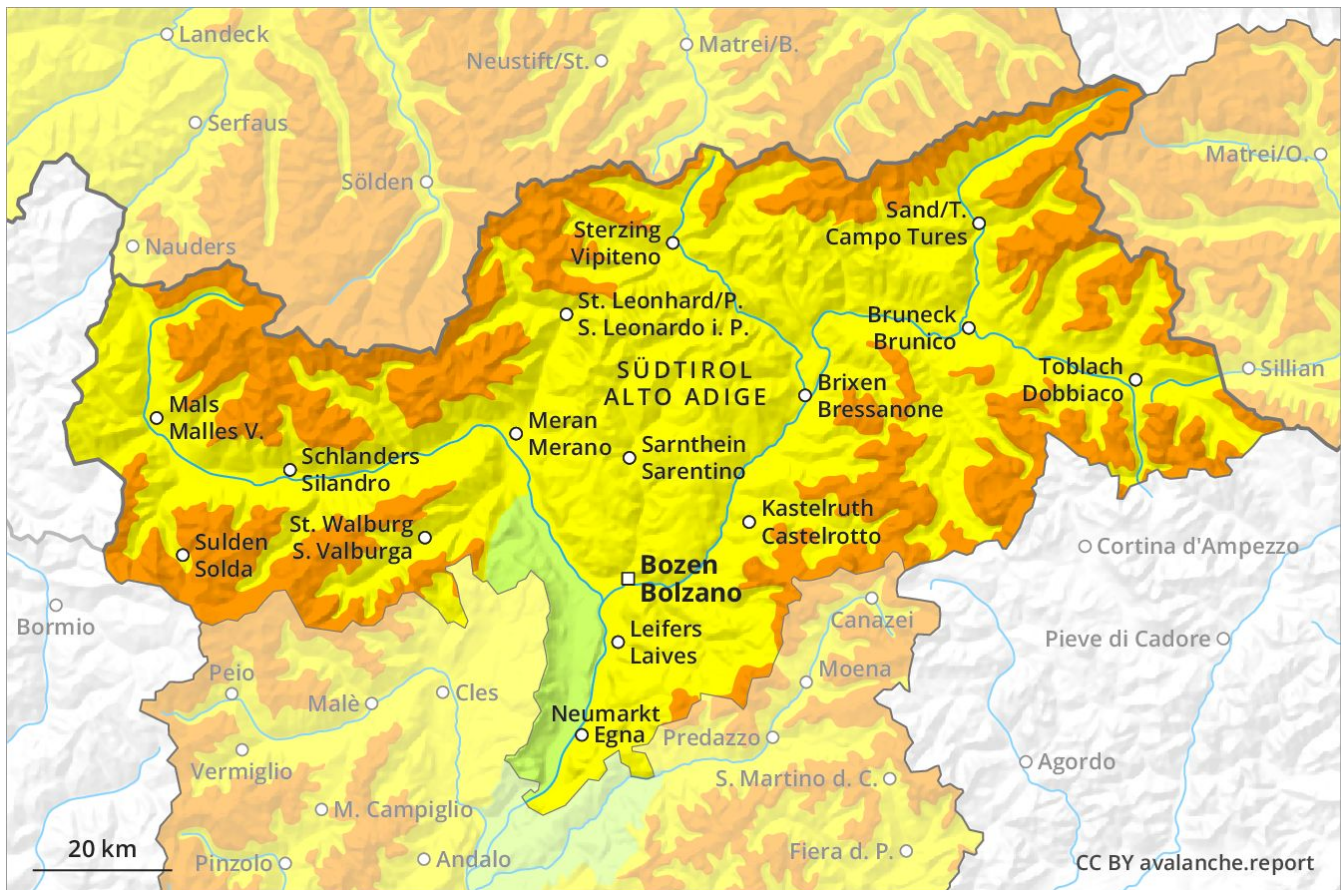 Landeck
Matrei/B.
Neustift/St.
Serfaus
Matrei/O.
Sölden
Sand/T.
Campo Tures
Sterzing
Vipiteno
Nauders
St. Leonhard/P.
S. Leonardo i. P.
Bruneck
Brunico
SÜDTIROL
ALTO ADIGE
Toblach
Dobbiaco
Sillian
Brixen
Bressanone
Mals
Malles V.
Meran
Merano
Sarnthein
Sarentino
Schlanders
Silandro
Kastelruth
Castelrotto
St. Walburg
S. Valburga
Sulden
Solda
Cortina d'Ampezzo
Bozen
Bolzano
Bormio
Canazei
Leifers
Laives
Pieve di Cadore
Peio
Moena
Malè
Cles
Neumarkt
Egna
Predazzo
Vermiglio
Agordo
S. Martino d. C.
M. Campiglio
20 km
Pinzolo
Andalo
Fiera d. P.
CC BY avalanche.report